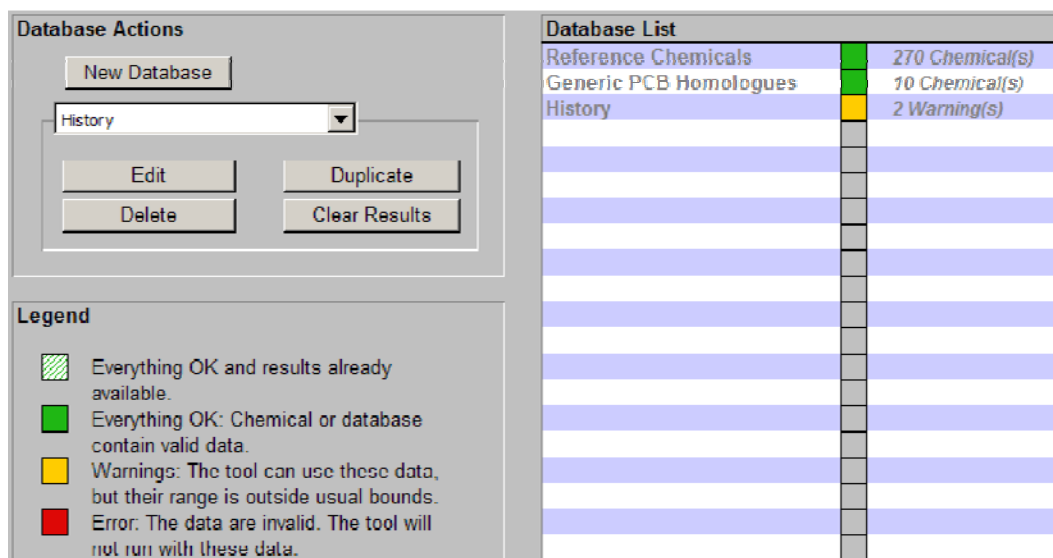 Database Actions
New Database
History
Edit
Duplicate
Delete
Clear Results
Legend
Everything OK and results already
available.
Everything OK: Chemical or database
contain valid data.
Warnings: The tool can use these data,
but their range is outside usual bounds.
Error: The data are invalid. The tool will
not run with these data.
Database List
Reference Chemicals 270 Chemical(s)
Generic PCB Homologues 10 Chemical(s)
History 2 Warning(s)